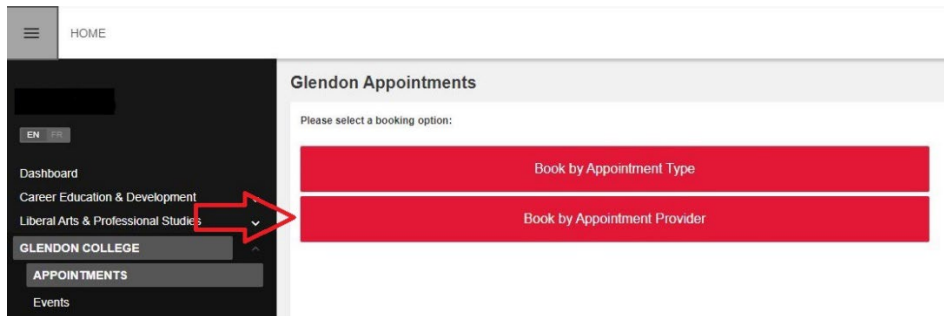 HOME
EN FR
Dashboard
Career Education & Development
Liberal Arts & Professional Studies
GLENDON COLLEGE
APPOINTMENTS
Events
Glendon Appointments
Please select a booking option:
Book by Appointment Type
Book by Appointment Provider